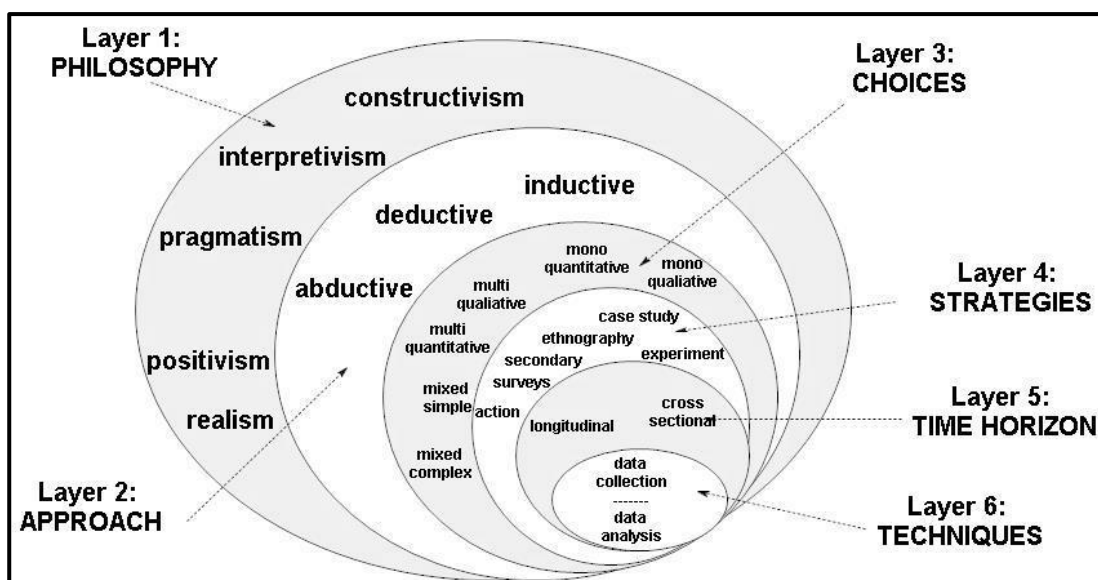 Layer 1:
PHILOSOPHY
Layer 3:
CHOICES
constructivism
interpretivism
pragmatism
positivism
realism
inductive
deductive
abductive
mono
quantitative
mono
qualiative
multi
qualiative
multi
quantitative
mixed
simple
mixed
complex
Layer 4:
STRATEGIES
case study
ethnography
experiment
secondary
surveys
action
Layer 5:
TIME HORIZON
cross
sectional
longitudinal
Layer 2:
APPROACH
data
collection
-------
data
analysis
Layer 6:
TECHNIQUES